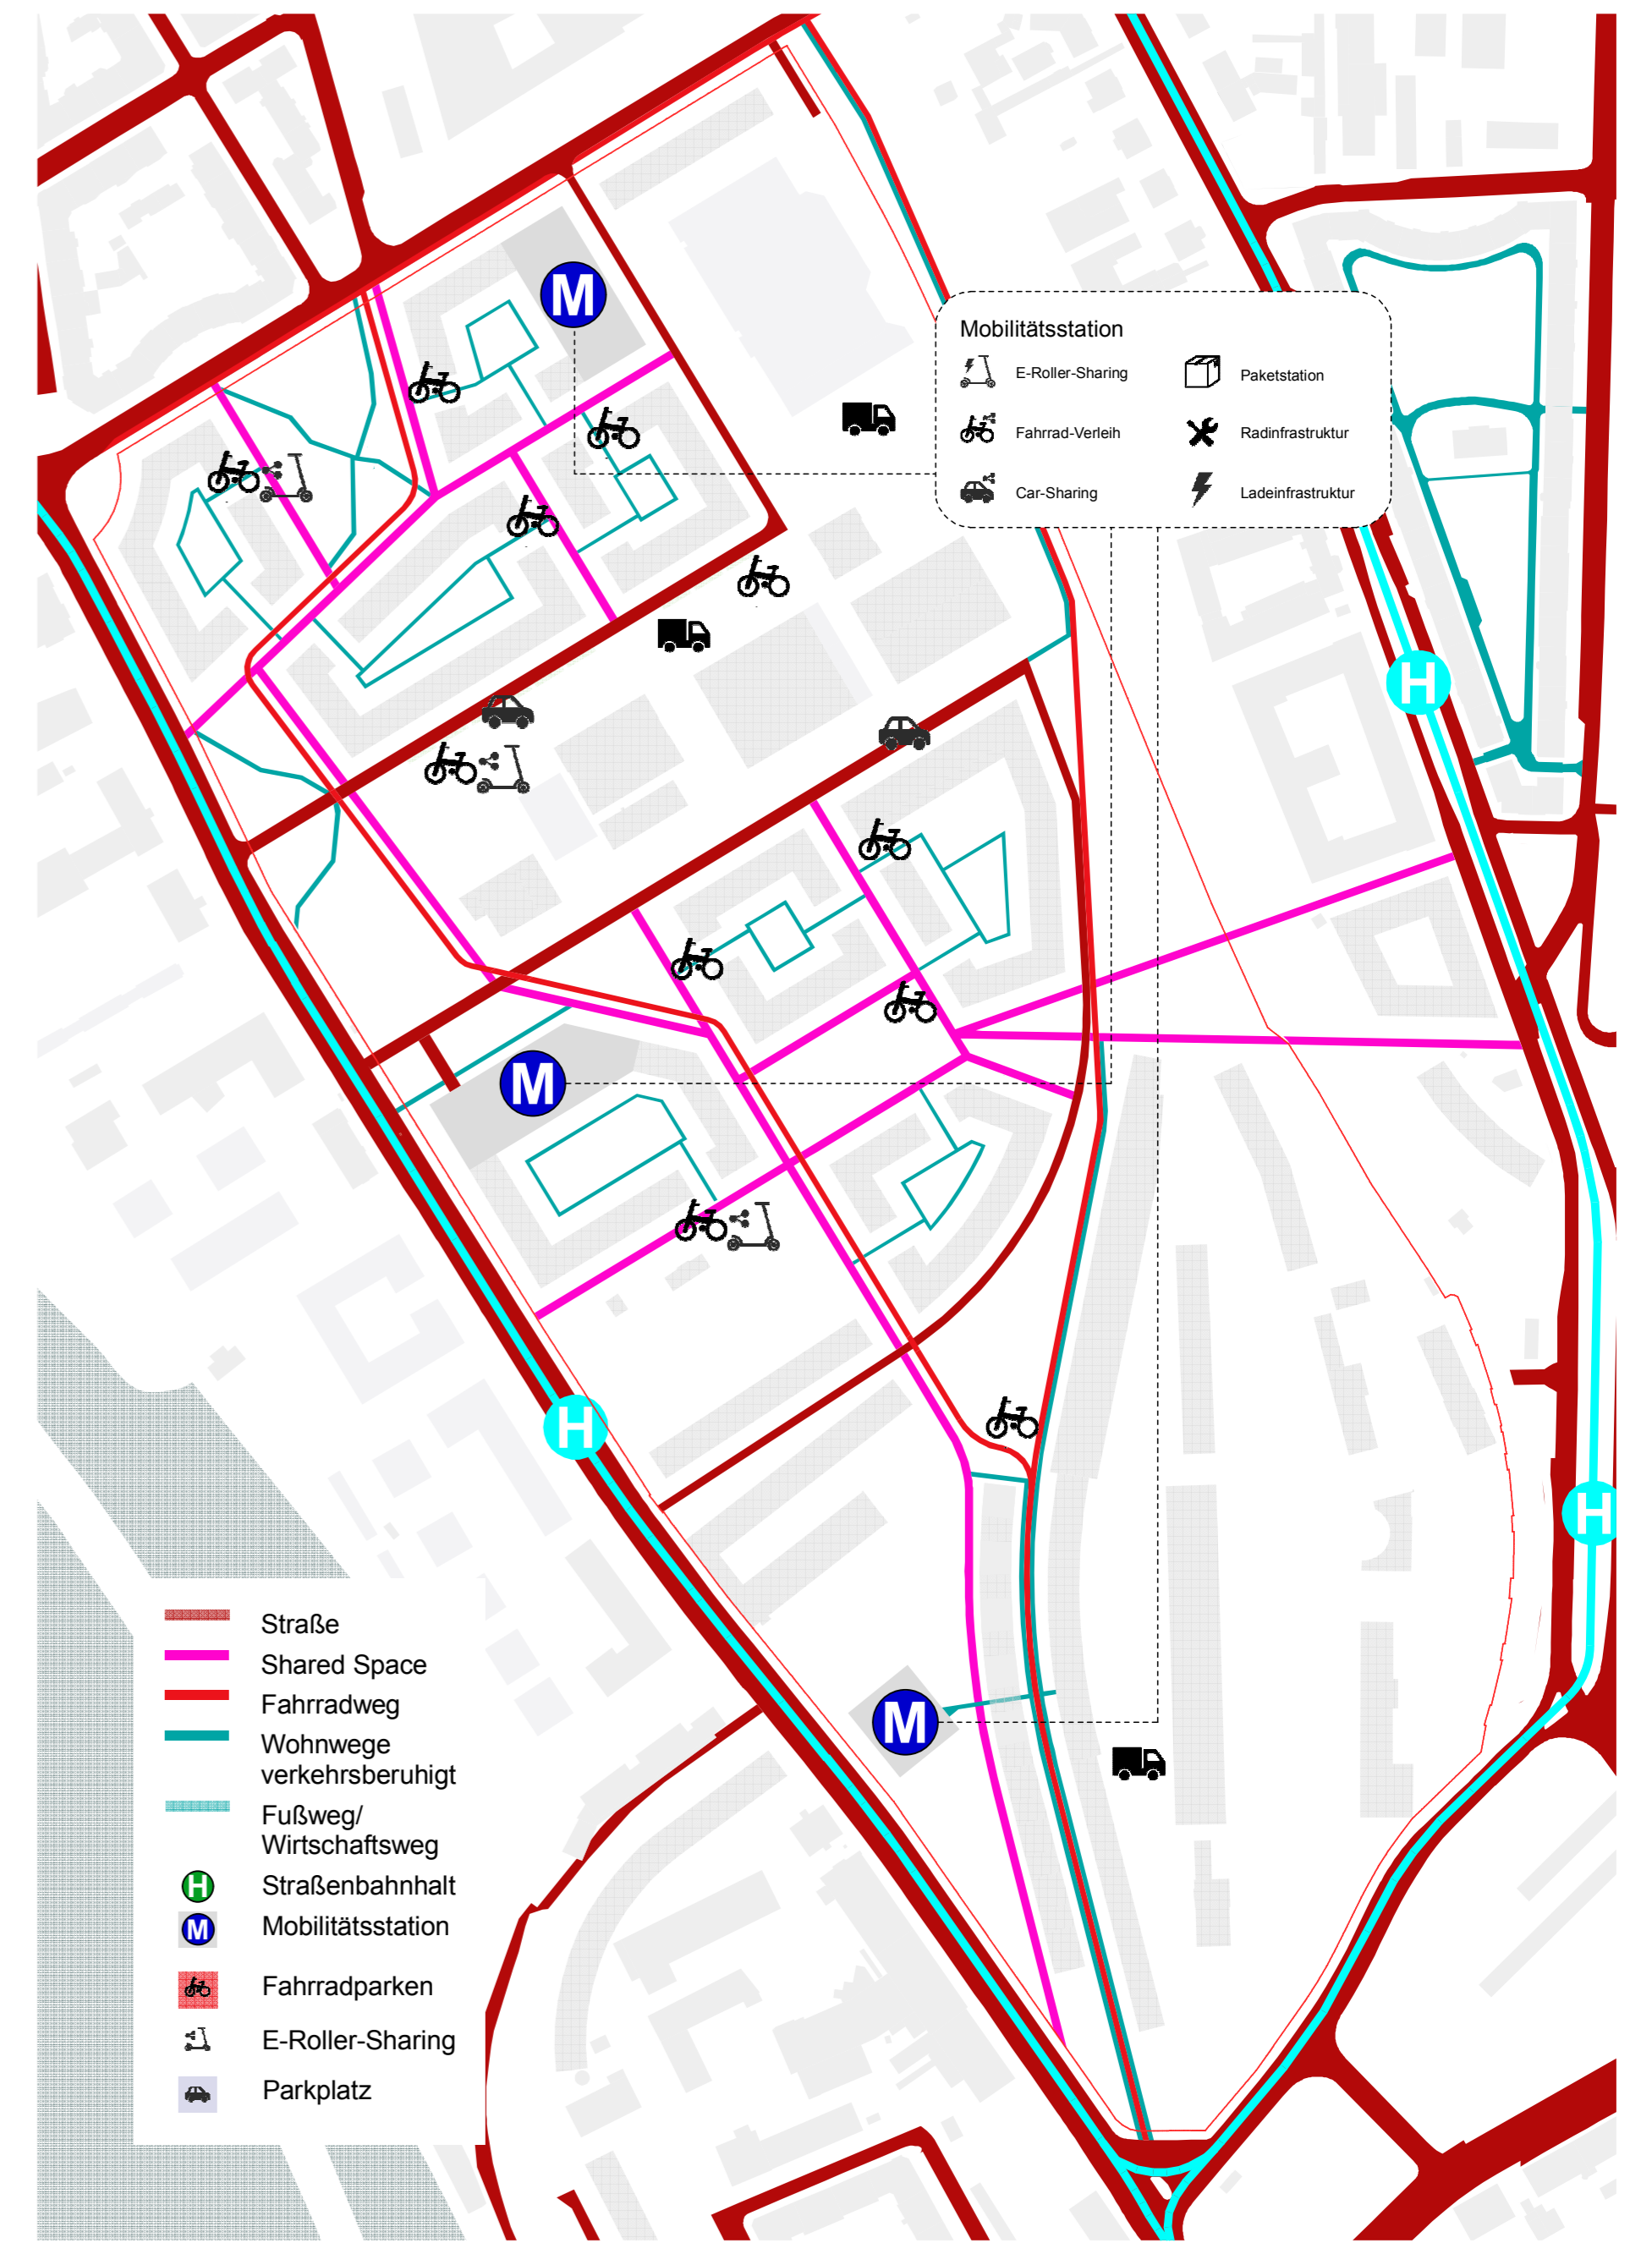 M
Mobilitätsstation
E-Roller-Sharing
Paketstation
Fahrrad-Verleih
Radinfrastruktur
Car-Sharing
Ladeinfrastruktur
H
M
H
H
M
Straße
Shared Space
Fahrradweg
Wohnwege
verkehrsberuhigt
Fußweg/
Wirtschaftsweg
H Straßenbahnhalt
M Mobilitätsstation
Fahrradparken
E-Roller-Sharing
Parkplatz